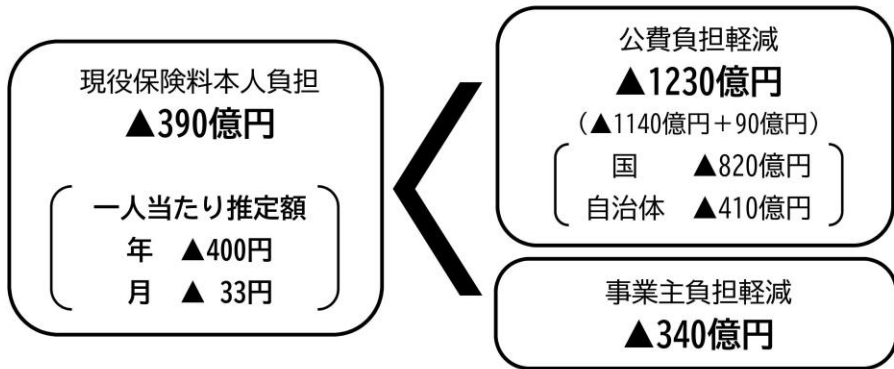 現役保険料本人負担
▲390億円
一人当たり推定額
年 ▲400円
月 ▲ 33円
公費負担軽減
▲1230億円
(▲1140億円+90億円)
国 ▲820億円
自治体 ▲410億円
事業主負担軽減
▲340億円